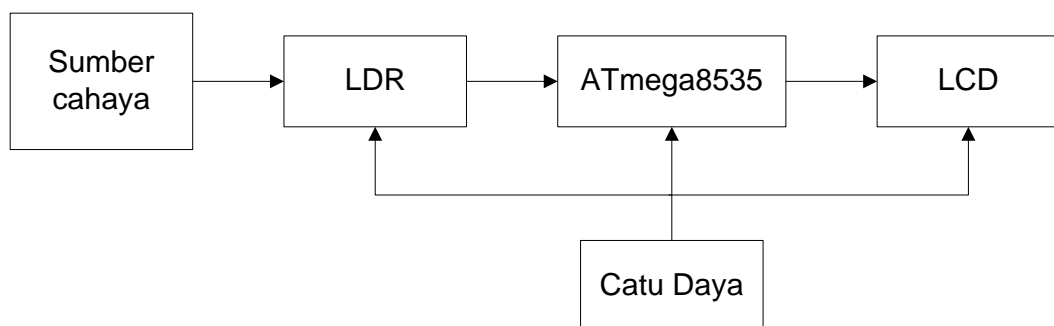 Sumber
cahaya
LDR
ATmega8535
LCD
Catu Daya